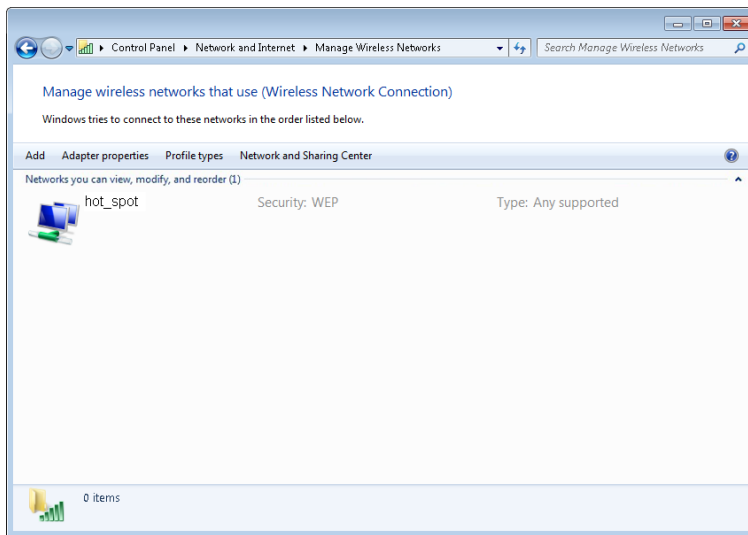 Control Panel Network and Internet Manage Wireless Networks Search Manage Wireless Networks
Manage wireless networks that use (Wireless Network Connection)
Windows tries to connect to these networks in the order listed below.
Add Adapter properties Profile types Network and Sharing Center
Networks you can view, modify, and reorder (1)
hot_spot Security: WEP Type: Any supported
0 items